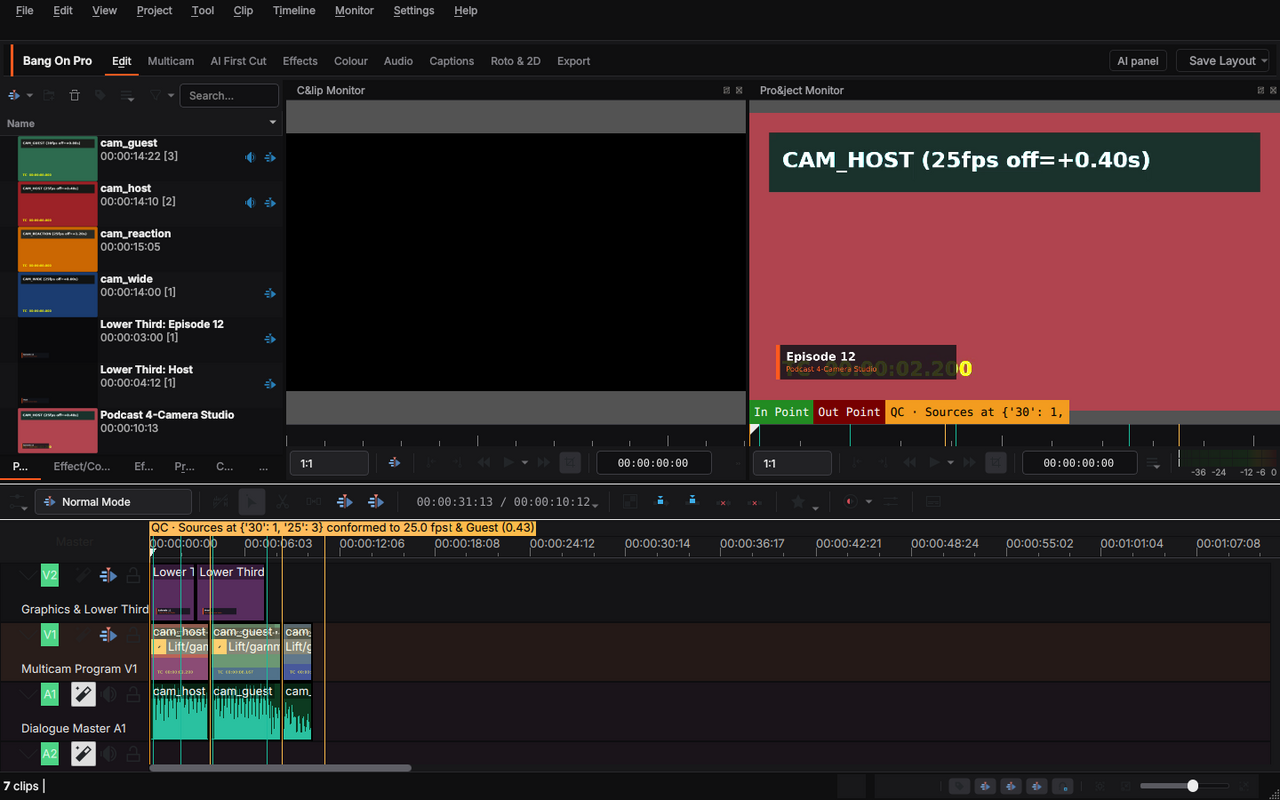 File Edit View Project Tool Clip Timeline Monitor Settings Help
Bang On Pro Edit Multicam AI First Cut Effects Colour Audio Captions Roto & 2D Export AI panel Save Layout
Search...
Name
cam_guest
00:00:14:22 [3]
cam_host
00:00:14:10 [2]
cam_reaction
00:00:15:05
cam_wide
00:00:14:00 [1]
Lower Third: Episode 12
00:00:03:00 [1]
Lower Third: Host
00:00:04:12 [1]
Podcast 4-Camera Studio
00:00:10:13
P... Effect/Co... Ef... Pr... C... ...
C&lip Monitor
1:1 00:00:00:00
Pro&ject Monitor
CAM_HOST (25fps off=+0.40s)
Episode 12
Podcast 4-Camera Studio
00:00:02.200
In Point Out Point QC · Sources at {'30': 1,
1:1 00:00:00:00
-36 -24 -12 -6 0
Normal Mode 00:00:31:13 / 00:00:10:12
QC · Sources at {'30': 1, '25': 3} conformed to 25.0 fps & Guest (0.43)
Master 00:00:00:00 00:00:06:03 00:00:12:06 00:00:18:08 00:00:24:12 00:00:30:14 00:00:36:17 00:00:42:21 00:00:48:24 00:00:55:02 00:01:01:04 00:01:07:08
V2 Lower T Lower Third
Graphics & Lower Third
V1 cam_host cam_guest cam_
Lift/gam Lift/gamm Lift/g
Multicam Program V1
A1 cam_host cam_guest cam_
Dialogue Master A1
A2
7 clips